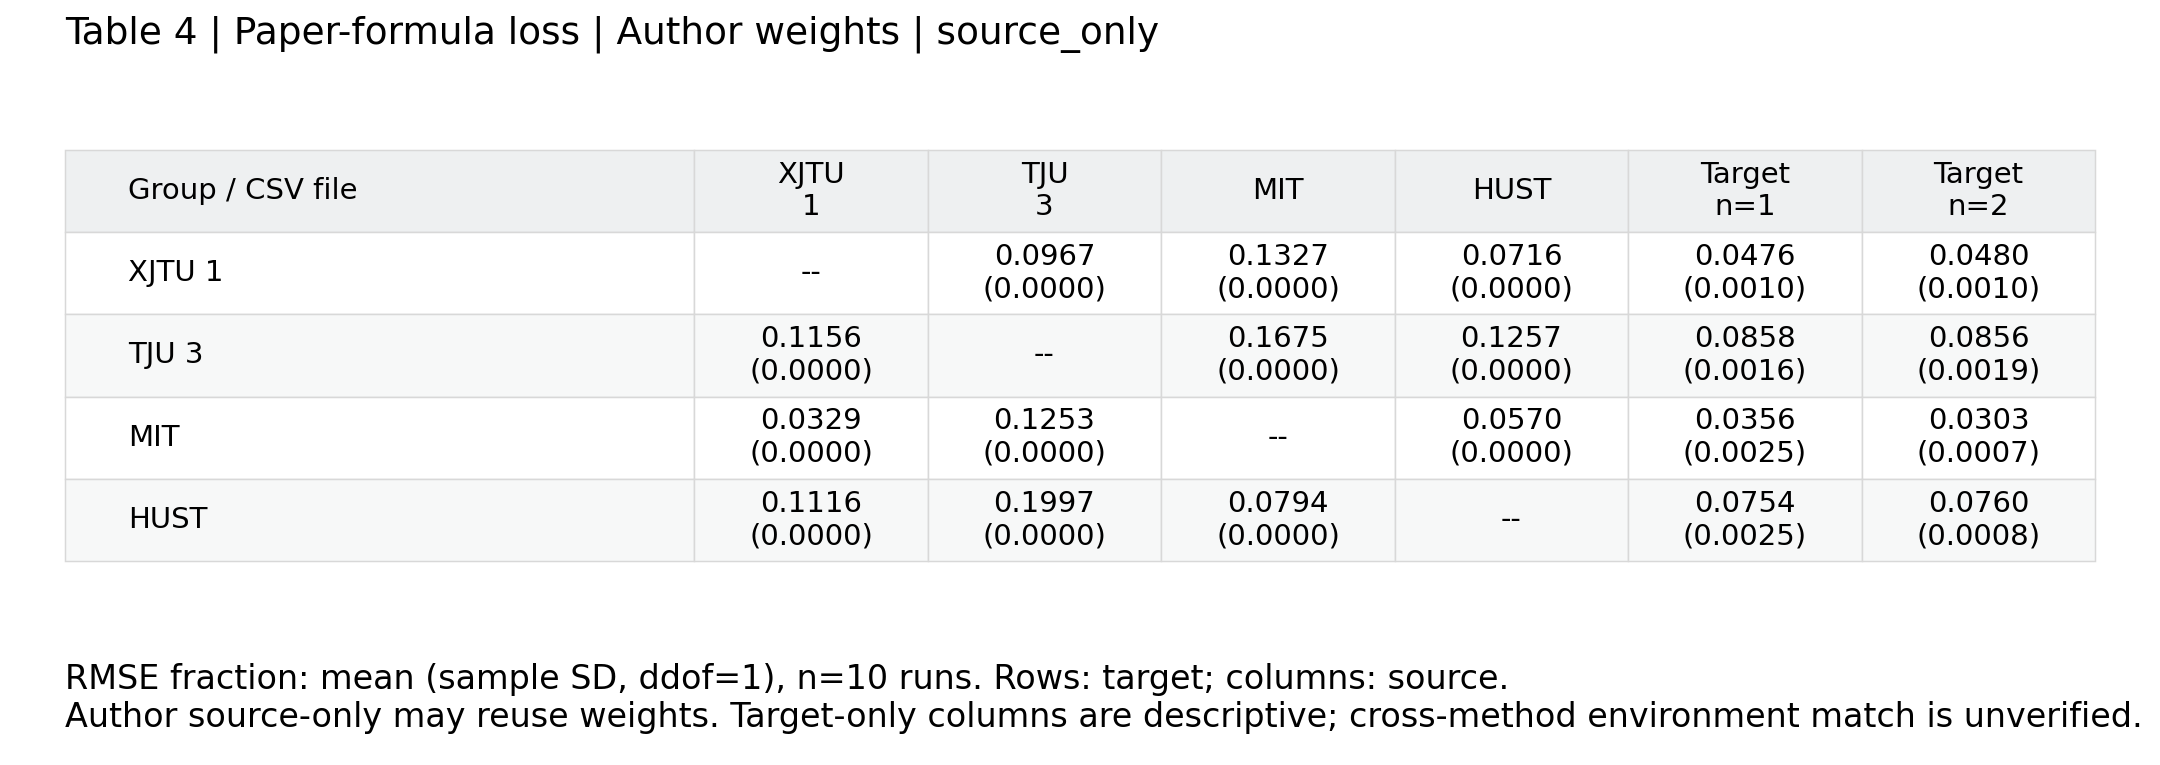 Table 4 | Paper-formula loss | Author weights | source_only
Group / CSV file XJTU 1 TJU 3 MIT HUST Target n=1 Target n=2
XJTU 1 -- 0.0967 (0.0000) 0.1327 (0.0000) 0.0716 (0.0000) 0.0476 (0.0010) 0.0480 (0.0010)
TJU 3 0.1156 (0.0000) -- 0.1675 (0.0000) 0.1257 (0.0000) 0.0858 (0.0016) 0.0856 (0.0019)
MIT 0.0329 (0.0000) 0.1253 (0.0000) -- 0.0570 (0.0000) 0.0356 (0.0025) 0.0303 (0.0007)
HUST 0.1116 (0.0000) 0.1997 (0.0000) 0.0794 (0.0000) -- 0.0754 (0.0025) 0.0760 (0.0008)
RMSE fraction: mean (sample SD, ddof=1), n=10 runs. Rows: target; columns: source.
Author source-only may reuse weights. Target-only columns are descriptive; cross-method environment match is unverified.